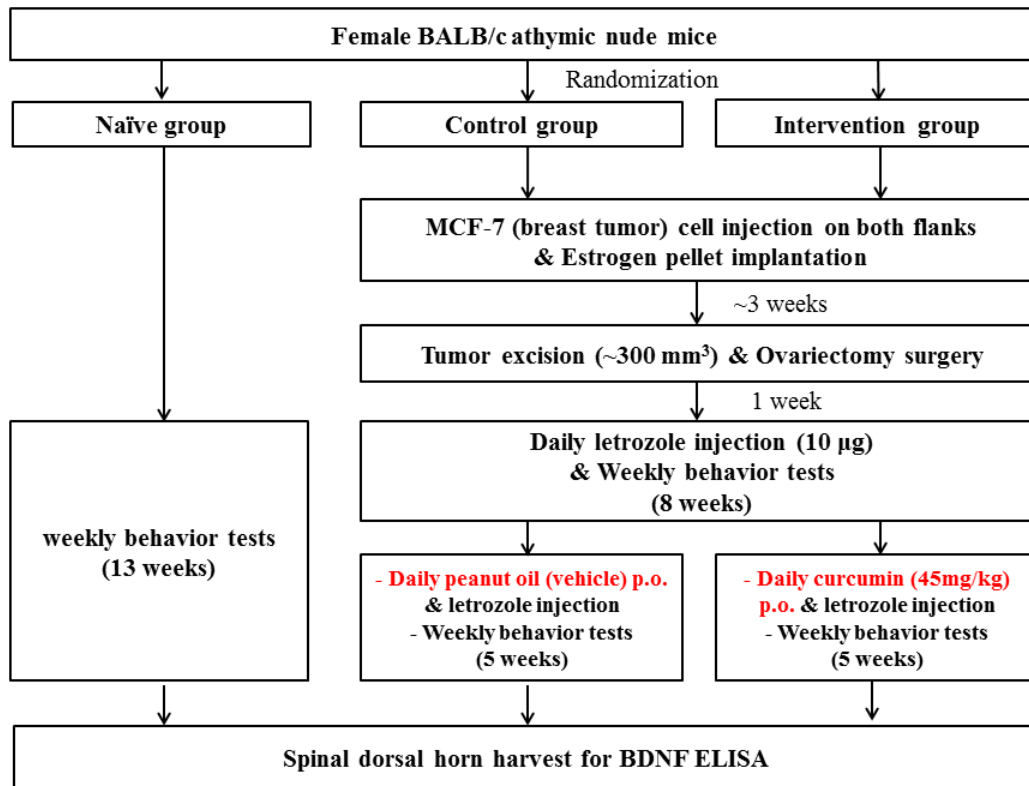 Female BALB/c athymic nude mice
Randomization
Naïve group
Control group
Intervention group
MCF-7 (breast tumor) cell injection on both flanks
& Estrogen pellet implantation
~3 weeks
Tumor excision (~300 mm³) & Ovariectomy surgery
1 week
Daily letrozole injection (10 µg)
& Weekly behavior tests
(8 weeks)
weekly behavior tests
(13 weeks)
- Daily peanut oil (vehicle) p.o.
& letrozole injection
- Weekly behavior tests
(5 weeks)
- Daily curcumin (45mg/kg)
p.o. & letrozole injection
- Weekly behavior tests
(5 weeks)
Spinal dorsal horn harvest for BDNF ELISA